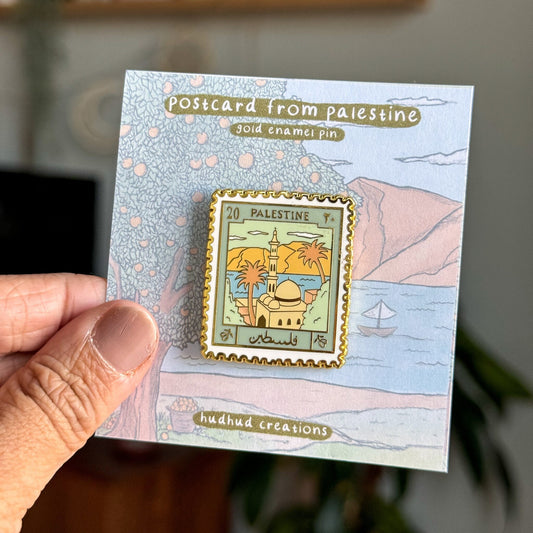 postcard from palestine
gold enamel pin
20 PALESTINE ٢٠
فلسطين
hudhud creations